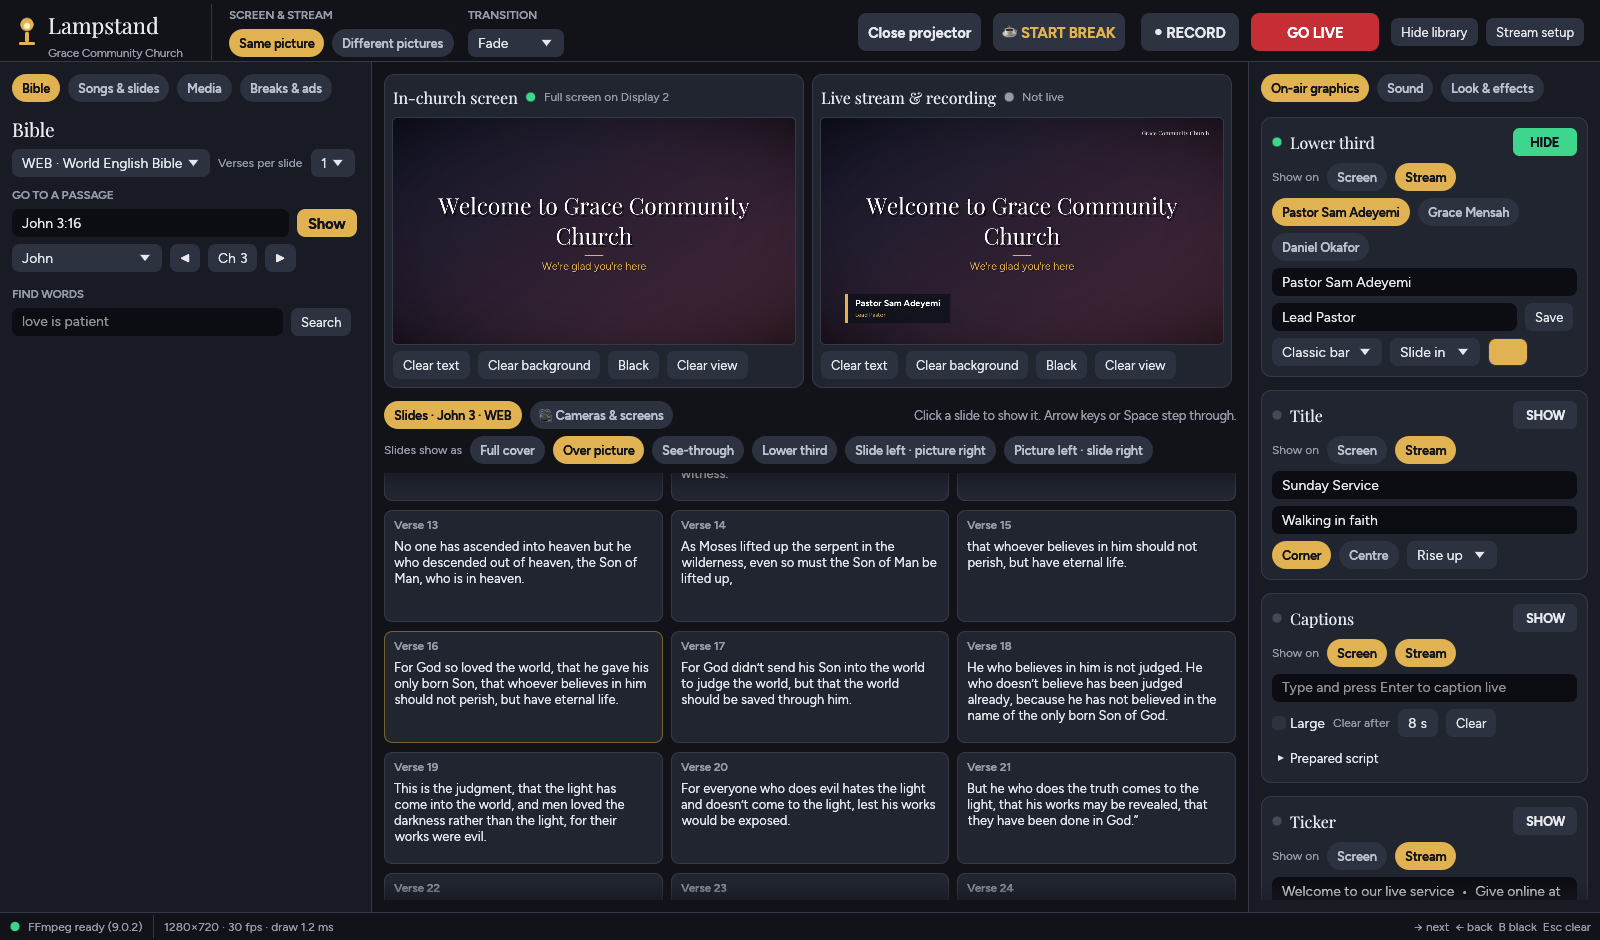 Lampstand
Grace Community Church
SCREEN & STREAM
Same picture
Different pictures
TRANSITION
Fade
Close projector
START BREAK
RECORD
GO LIVE
Hide library
Stream setup
Bible
Songs & slides
Media
Breaks & ads
Bible
WEB · World English Bible
Verses per slide
1
GO TO A PASSAGE
John 3:16
Show
John
Ch 3
FIND WORDS
love is patient
Search
In-church screen
Full screen on Display 2
Welcome to Grace Community
Church
We're glad you're here
Clear text
Clear background
Black
Clear view
Live stream & recording
Not live
Grace Community Church
Welcome to Grace Community
Church
We're glad you're here
Pastor Sam Adeyemi
Lead Pastor
Clear text
Clear background
Black
Clear view
Slides · John 3 · WEB
Cameras & screens
Click a slide to show it. Arrow keys or Space step through.
Slides show as
Full cover
Over picture
See-through
Lower third
Slide left · picture right
Picture left · slide right
witness.
Verse 13
No one has ascended into heaven but he
who descended out of heaven, the Son of
Man, who is in heaven.
Verse 14
As Moses lifted up the serpent in the
wilderness, even so must the Son of Man be
lifted up,
Verse 15
that whoever believes in him should not
perish, but have eternal life.
Verse 16
For God so loved the world, that he gave his
only born Son, that whoever believes in him
should not perish, but have eternal life.
Verse 17
For God didn't send his Son into the world
to judge the world, but that the world
should be saved through him.
Verse 18
He who believes in him is not judged. He
who doesn't believe has been judged
already, because he has not believed in the
name of the only born Son of God.
Verse 19
This is the judgment, that the light has
come into the world, and men loved the
darkness rather than the light, for their
works were evil.
Verse 20
For everyone who does evil hates the light
and doesn't come to the light, lest his works
would be exposed.
Verse 21
But he who does the truth comes to the
light, that his works may be revealed, that
they have been done in God."
Verse 22
Verse 23
Verse 24
On-air graphics
Sound
Look & effects
Lower third
HIDE
Show on
Screen
Stream
Pastor Sam Adeyemi
Grace Mensah
Daniel Okafor
Pastor Sam Adeyemi
Lead Pastor
Save
Classic bar
Slide in
Title
SHOW
Show on
Screen
Stream
Sunday Service
Walking in faith
Corner
Centre
Rise up
Captions
SHOW
Show on
Screen
Stream
Type and press Enter to caption live
Large
Clear after
8 s
Clear
Prepared script
Ticker
SHOW
Show on
Screen
Stream
Welcome to our live service • Give online at
FFmpeg ready (9.0.2)
1280×720 · 30 fps · draw 1.2 ms
→ next ← back B black Esc clear